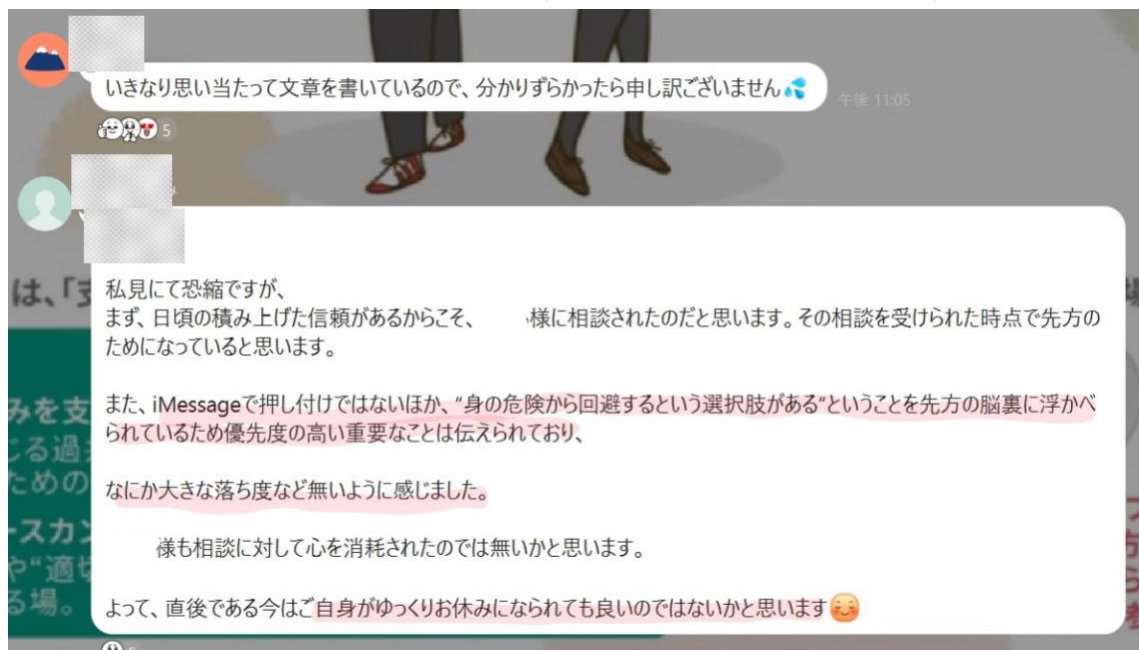 いきなり思い当たって文章を書いているので、分かりずらかったら申し訳ございません💦
午後 11:05
5
は、「支
私見にて恐縮ですが、
まず、日頃の積み上げた信頼があるからこそ、 様に相談されたのだと思います。その相談を受けられた時点で先方の
ためになっていると思います。
また、iMessageで押し付けではないほか、“身の危険から回避するという選択肢がある“ということを先方の脳裏に浮かべ
られているため優先度の高い重要なことは伝えられており、
なにか大きな落ち度など無いように感じました。
様も相談に対して心を消耗されたのでは無いかと思います。
よって、直後である今はご自身がゆっくりお休みになられても良いのではないかと思います😊
みを支
じる過
ための
ースカン
や“適切
る場。
5